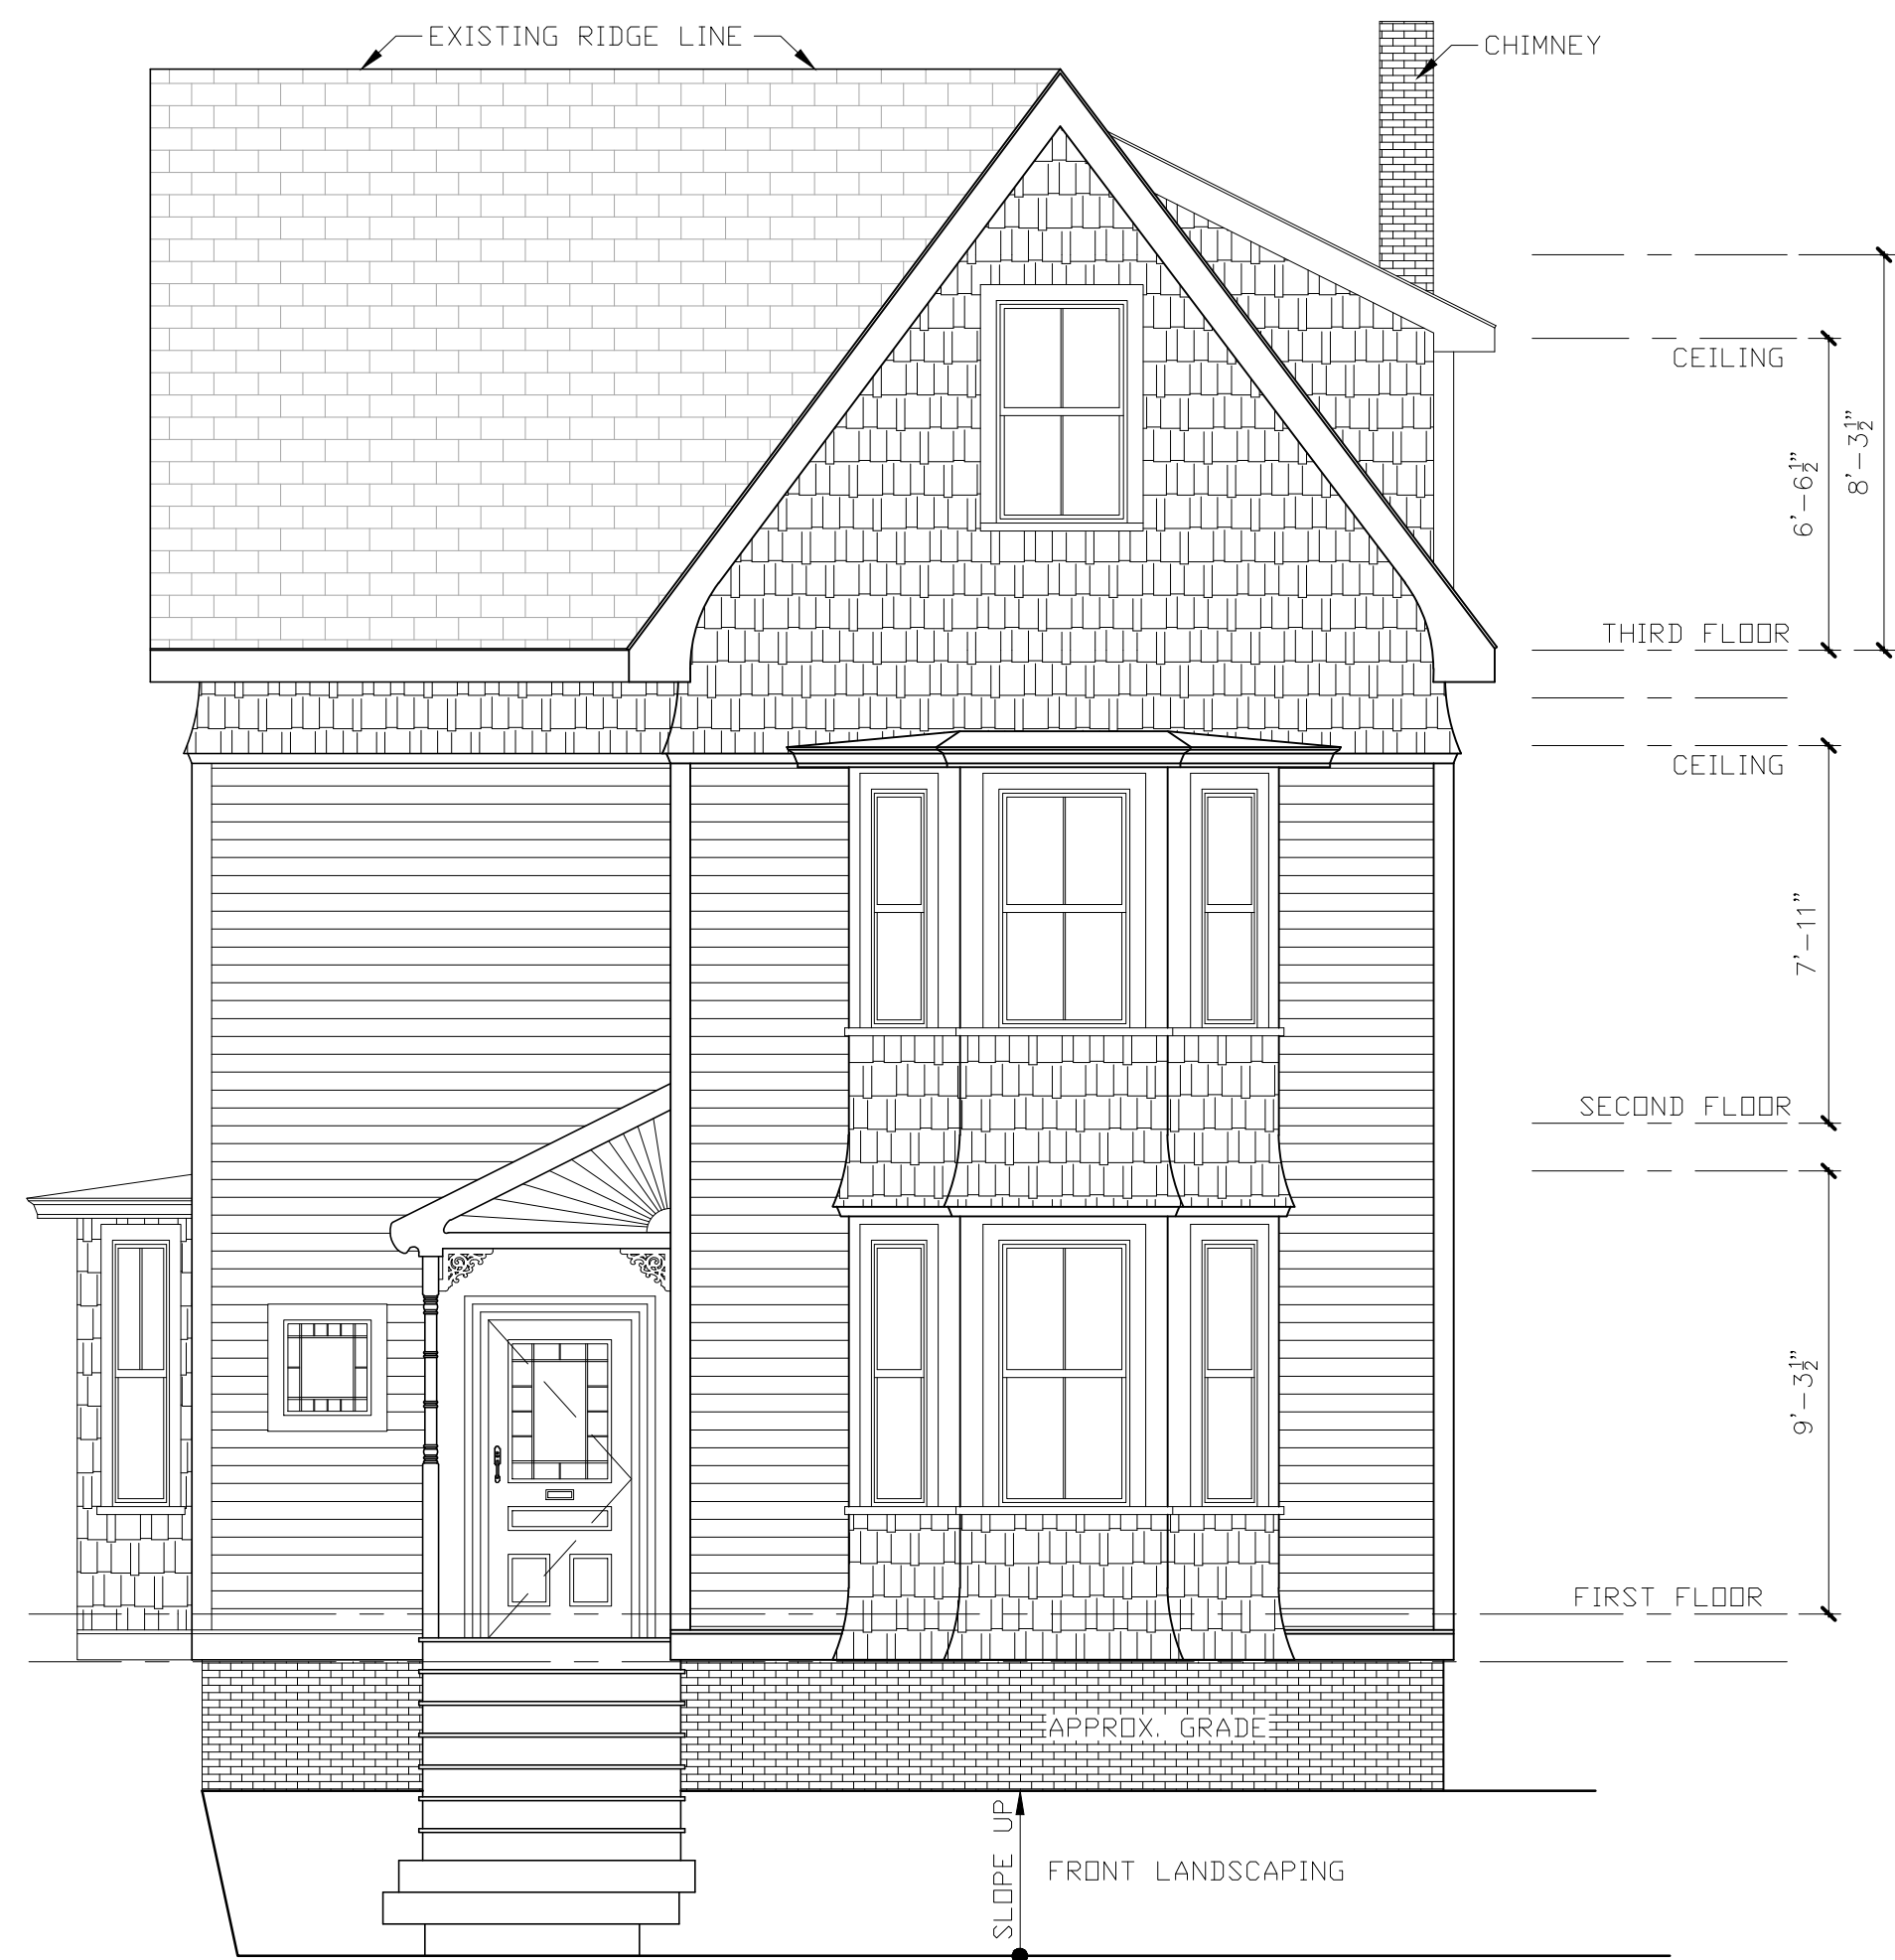 EXISTING RIDGE LINE
CHIMNEY
CEILING
8'-3½"
6'-6½"
THIRD FLOOR
CEILING
7'-11"
SECOND FLOOR
9'-3½"
FIRST FLOOR
APPROX. GRADE
SLOPE UP
FRONT LANDSCAPING